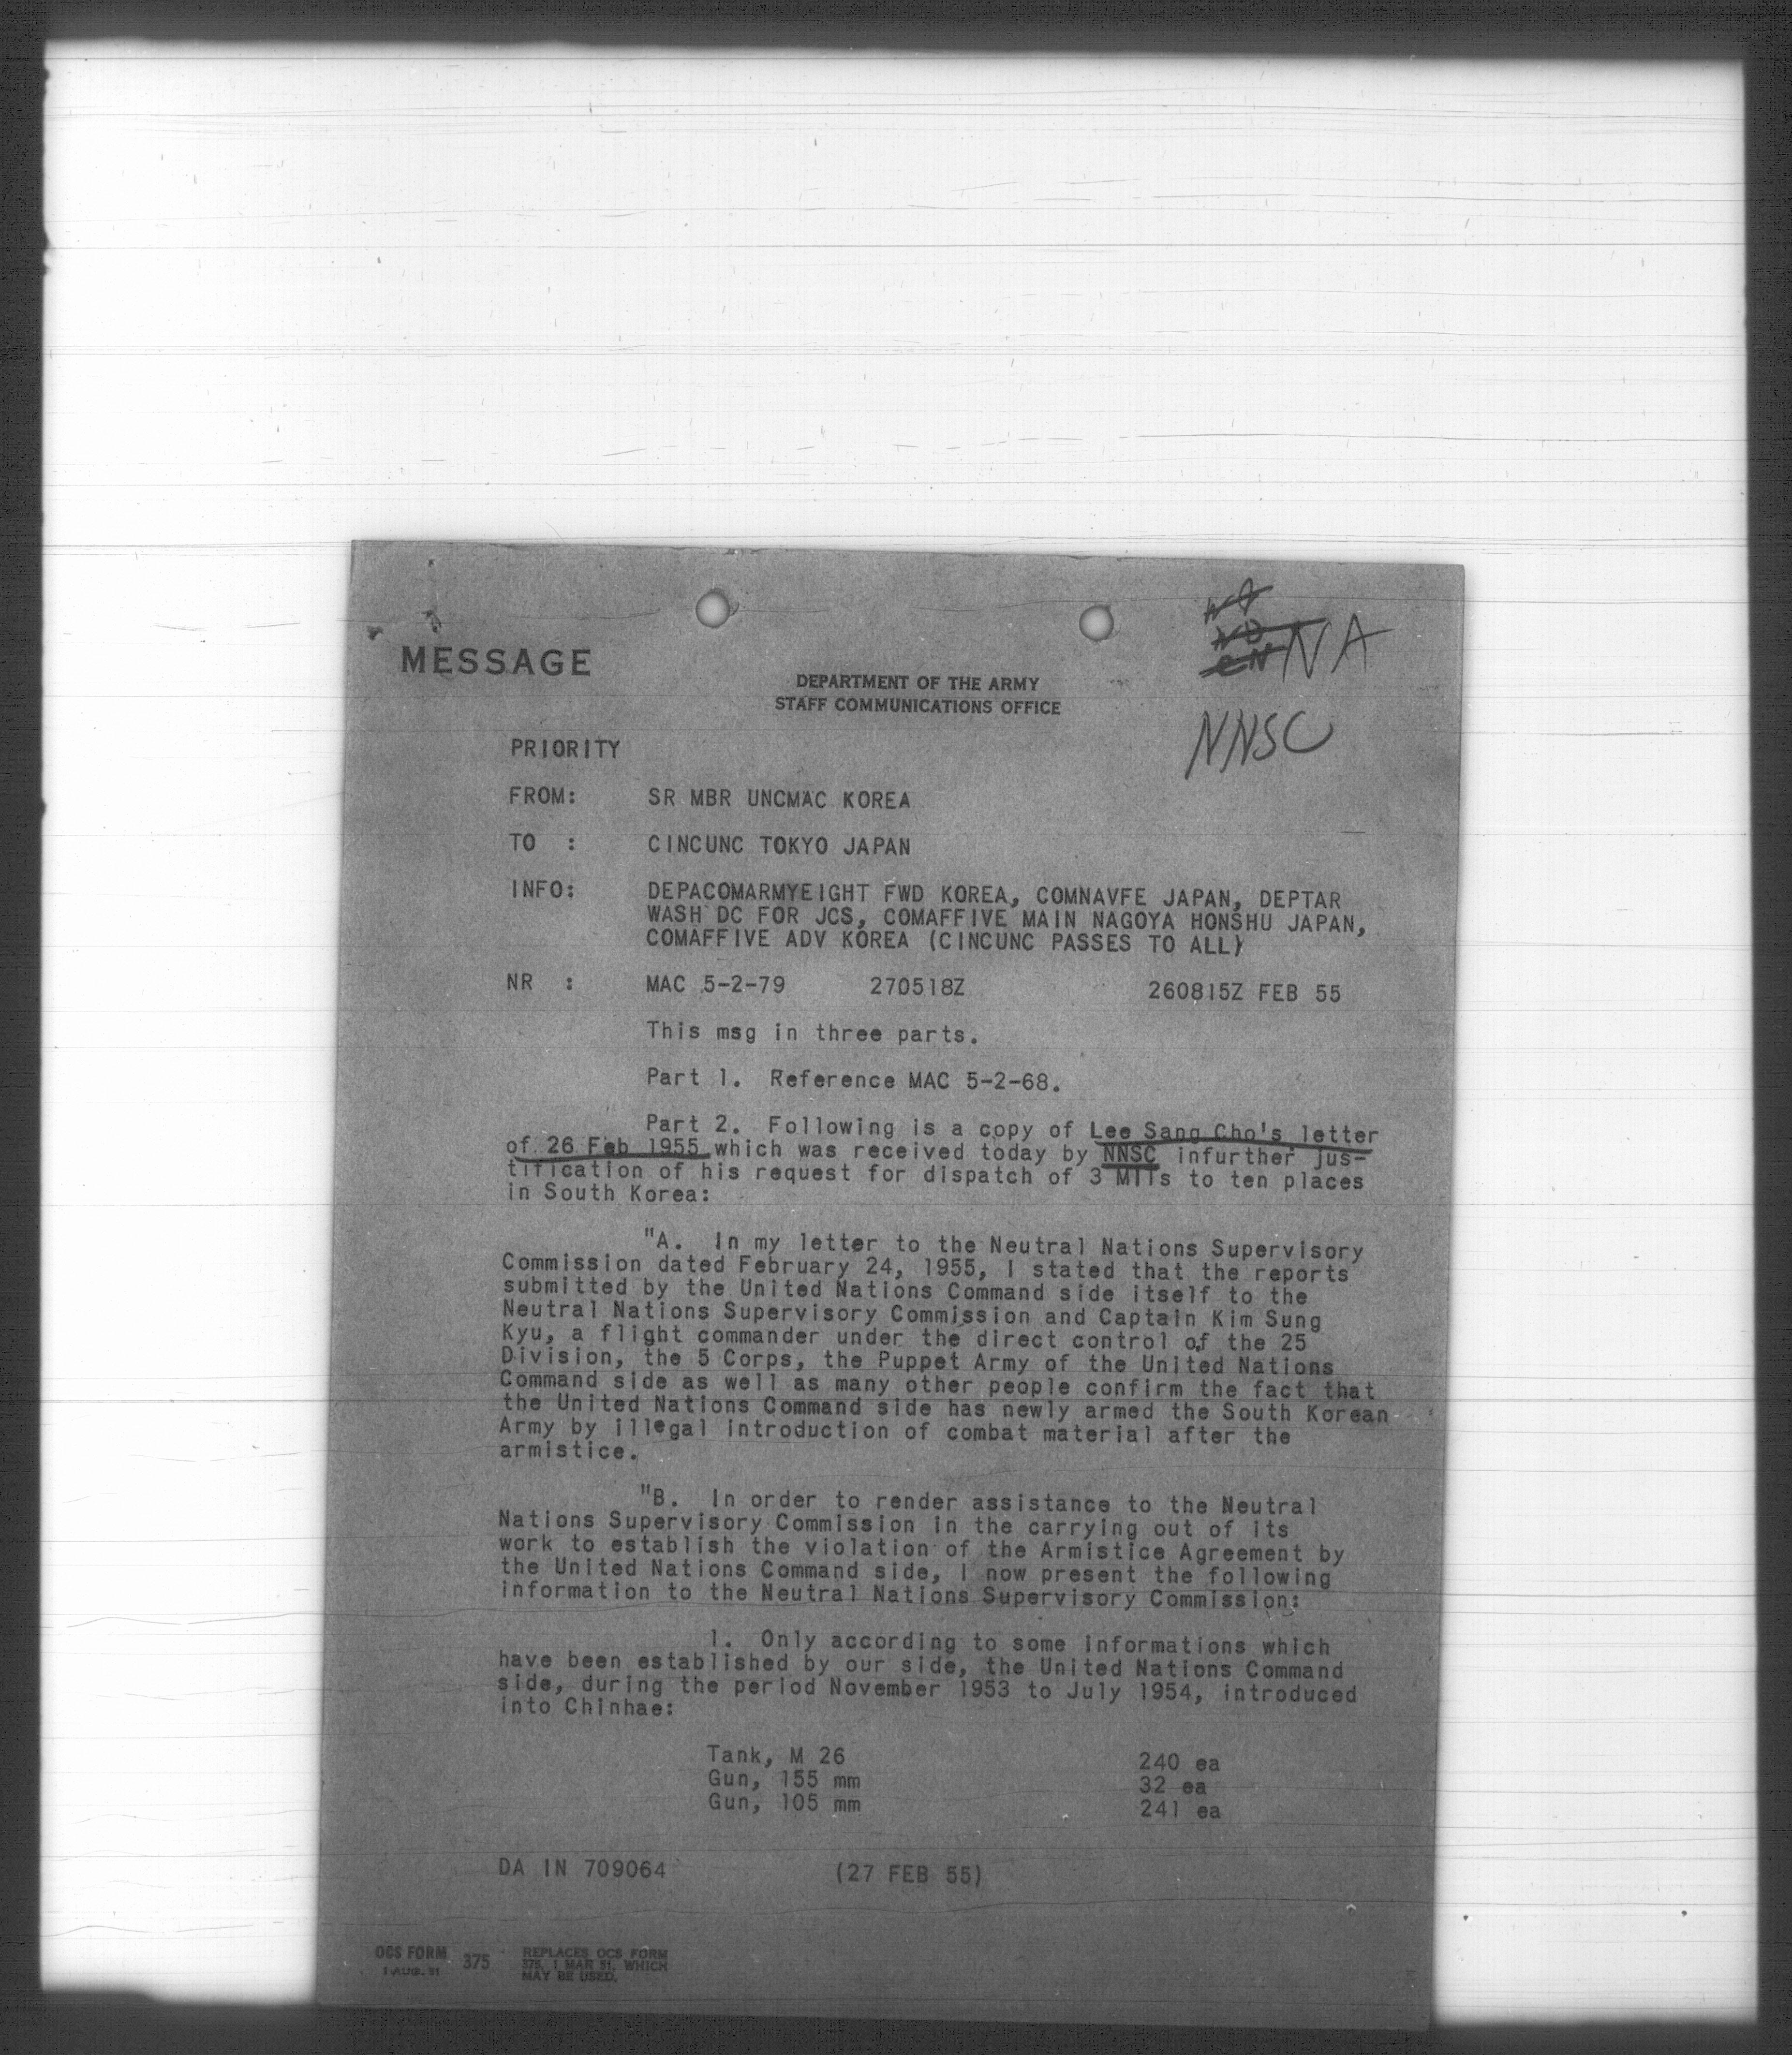 NA
MESSAGE
DEPARTMENT OF THE ARMY
STAFF COMMUNICATIONS OFFICE
NNSC
PRIORITY
FROM: SR MBR UNCMAC KOREA
TO : CINCUNC TOKYO JAPAN
INFO: DEPACOMARMYEIGHT FWD KOREA, COMNAVFE JAPAN, DEPTAR
WASH DC FOR JCS, COMAFFIVE MAIN NAGOYA HONSHU JAPAN,
COMAFFIVE ADV KOREA (CINCUNC PASSES TO ALL)
NR : MAC 5-2-79 270518Z 260815Z FEB 55
This msg in three parts.
Part 1. Reference MAC 5-2-68.
Part 2. Following is a copy of Lee Sang Cho's letter
of 26 Feb 1955 which was received today by NNSC infurther jus-
tification of his request for dispatch of 3 MITs to ten places
in South Korea:
"A. In my letter to the Neutral Nations Supervisory
Commission dated February 24, 1955, I stated that the reports
submitted by the United Nations Command side itself to the
Neutral Nations Supervisory Commission and Captain Kim Sung
Kyu, a flight commander under the direct control of the 25
Division, the 5 Corps, the Puppet Army of the United Nations
Command side as well as many other people confirm the fact that
the United Nations Command side has newly armed the South Korean
Army by illegal introduction of combat material after the
armistice.
"B. In order to render assistance to the Neutral
Nations Supervisory Commission in the carrying out of its
work to establish the violation of the Armistice Agreement by
the United Nations Command side, I now present the following
information to the Neutral Nations Supervisory Commission:
1. Only according to some informations which
have been established by our side, the United Nations Command
side, during the period November 1953 to July 1954, introduced
into Chinhae:
Tank, M 26 240 ea
Gun, 155 mm 32 ea
Gun, 105 mm 241 ea
DA IN 709064 (27 FEB 55)
OCS FORM 375 REPLACES OCS FORM
1 AUG. 51 375, 1 MAR 51, WHICH
MAY BE USED.